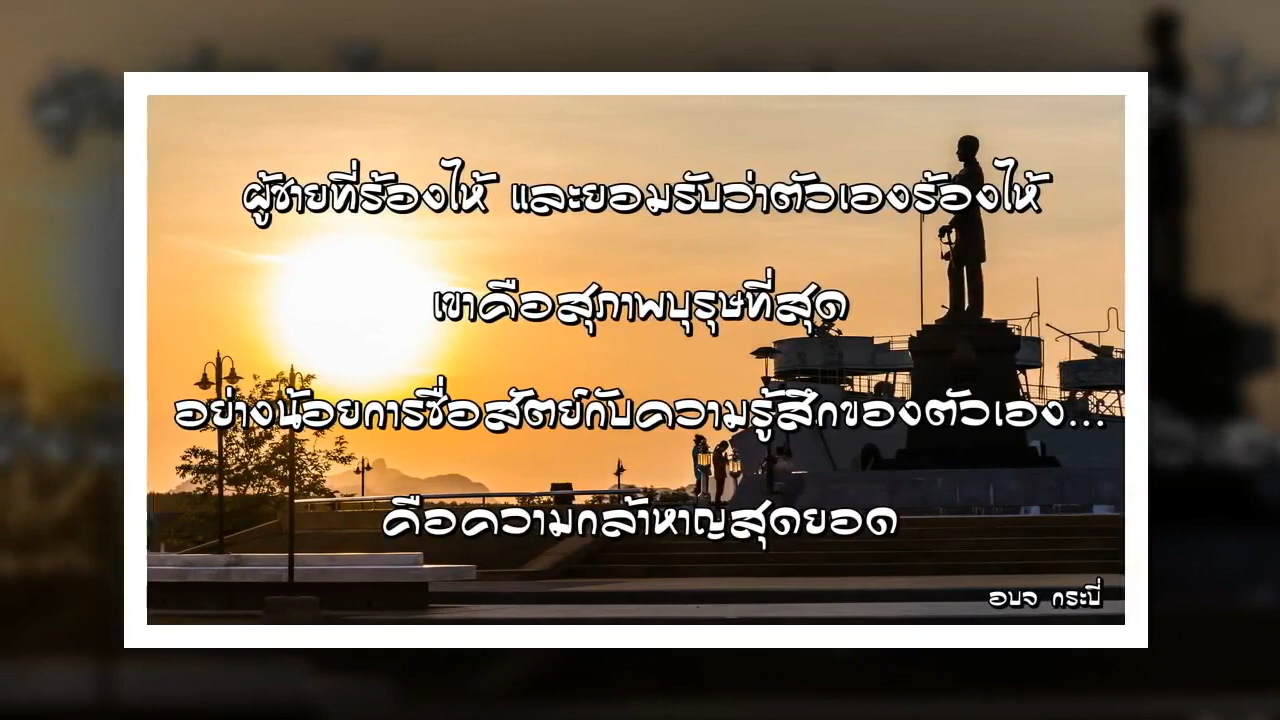 ผู้ชายที่ร้องไห้ และยอมรับว่าตัวเองร้องไห้
เขาคือสุภาพบุรุษที่สุด
อย่างน้อยการซื่อสัตย์กับความรู้สึกของตัวเอง...
คือความกล้าหาญสุดยอด
อบจ กระบี่